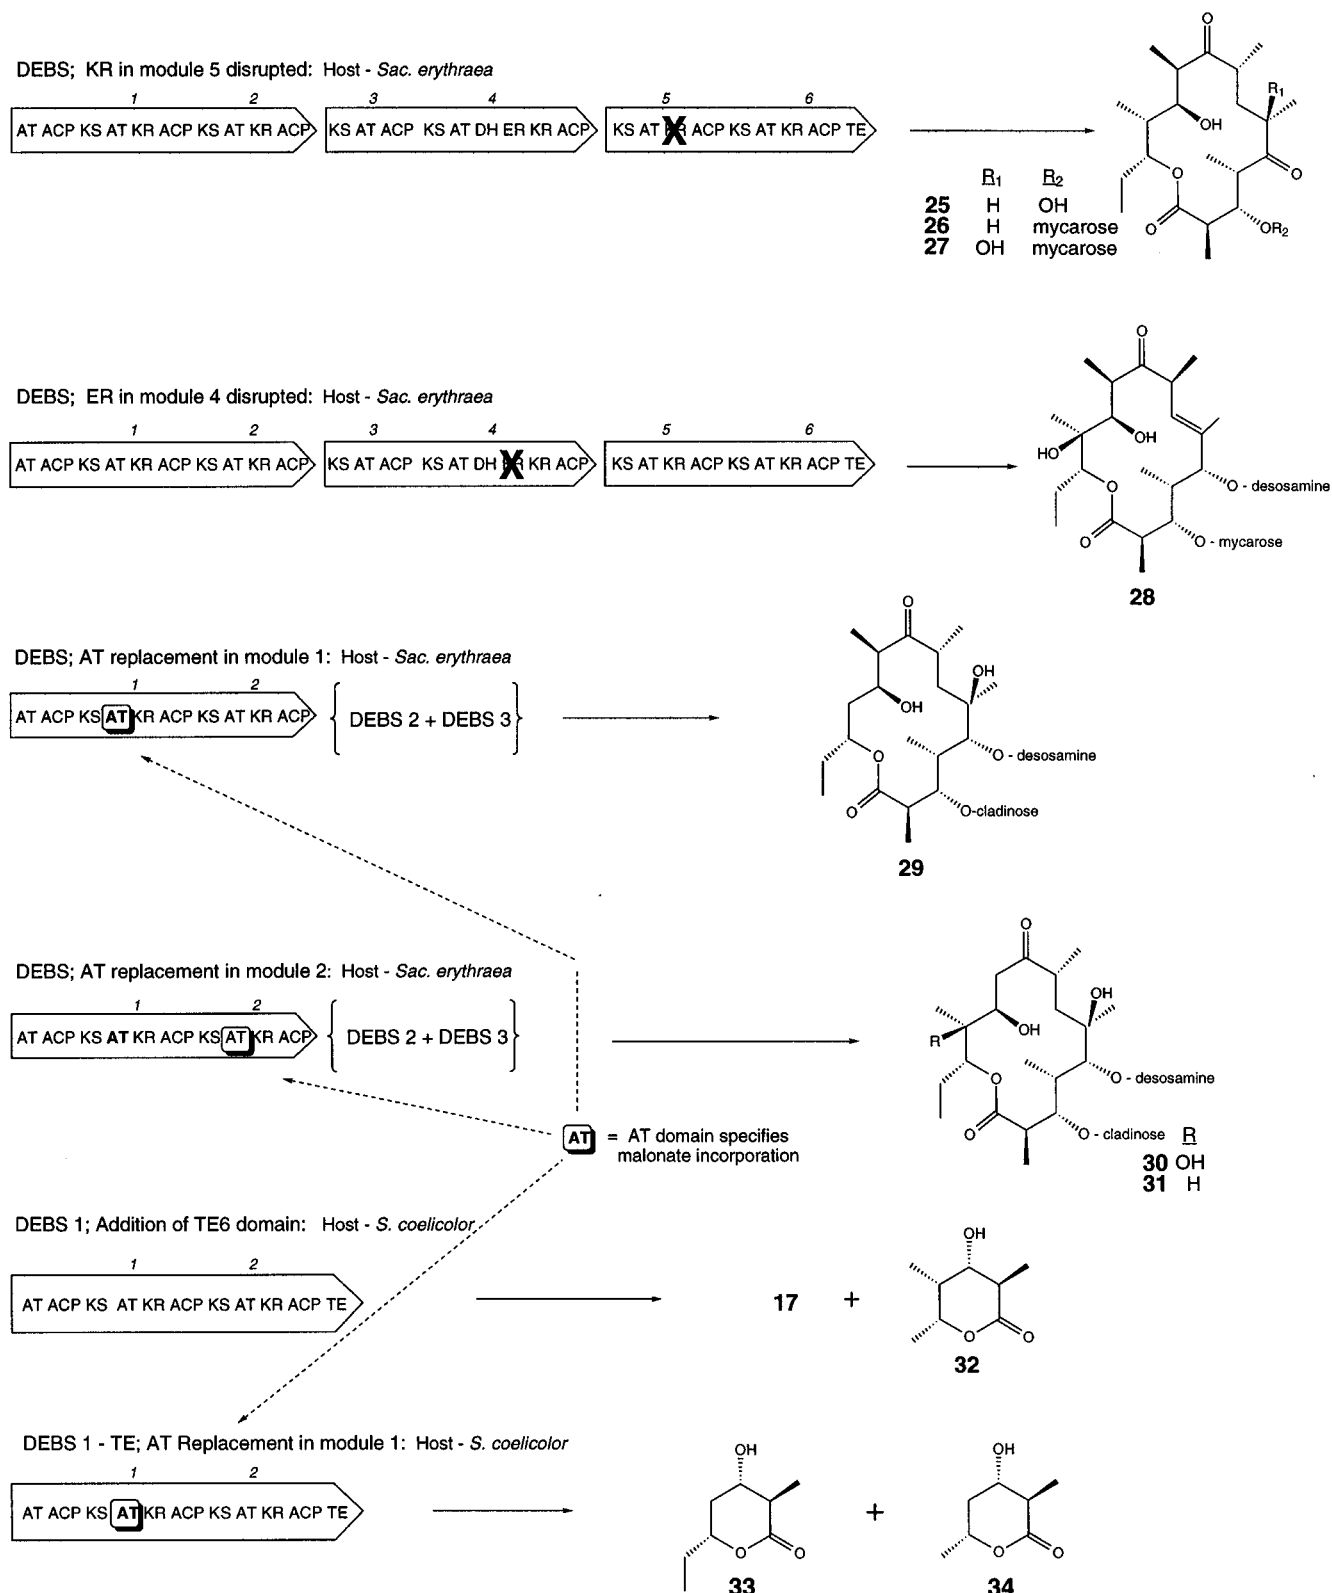 DEBS; KR in module 5 disrupted: Host - Sac. erythraea
1 2 3 4 5 6
AT ACP KS AT KR ACP KS AT KR ACP
KS AT ACP KS AT DH ER KR ACP
KS AT KR ACP KS AT KR ACP TE
O
R1
OH
O
O
O
OR2
R1 R2
25 H OH
26 H mycarose
27 OH mycarose
DEBS; ER in module 4 disrupted: Host - Sac. erythraea
1 2 3 4 5 6
AT ACP KS AT KR ACP KS AT KR ACP
KS AT ACP KS AT DH ER KR ACP
KS AT KR ACP KS AT KR ACP TE
O
OH
HO
O
O - desosamine
O
O - mycarose
28
DEBS; AT replacement in module 1: Host - Sac. erythraea
1 2
AT ACP KS AT KR ACP KS AT KR ACP
{ DEBS 2 + DEBS 3 }
O
OH
OH
O
O - desosamine
O
O-cladinose
29
DEBS; AT replacement in module 2: Host - Sac. erythraea
1 2
AT ACP KS AT KR ACP KS AT KR ACP
{ DEBS 2 + DEBS 3 }
O
OH
OH
R
O
O - desosamine
O
O - cladinose R
30 OH
31 H
AT = AT domain specifies
malonate incorporation
DEBS 1; Addition of TE6 domain: Host - S. coelicolor
1 2
AT ACP KS AT KR ACP KS AT KR ACP TE
17 +
OH
O
O
32
DEBS 1 - TE; AT Replacement in module 1: Host - S. coelicolor
1 2
AT ACP KS AT KR ACP KS AT KR ACP TE
OH
O
O
33
+
OH
O
O
34